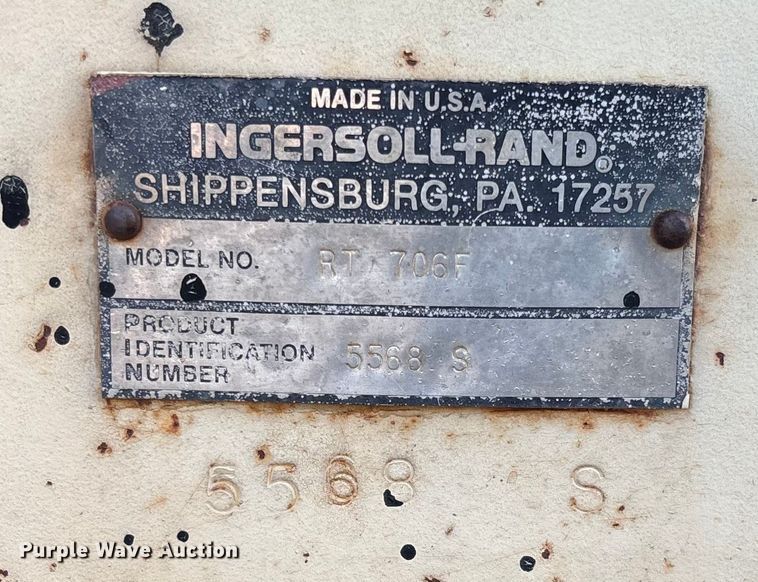 MADE IN U.S.A.
INGERSOLL-RAND®
SHIPPENSBURG, PA. 17257
MODEL NO. RT 706F
PRODUCT
IDENTIFICATION 5568 S
NUMBER
5568 S
Purple Wave Auction